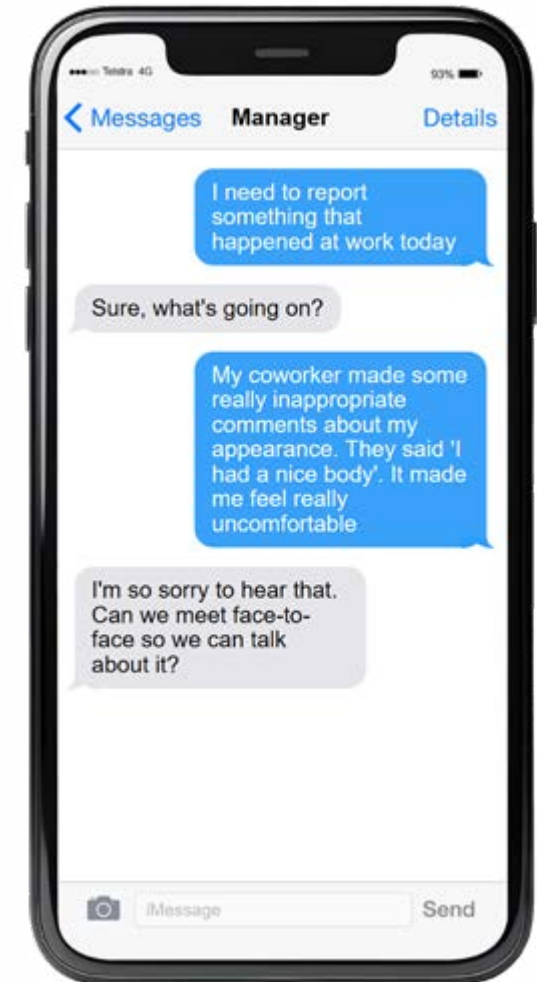 Telstra 4G
93%
Messages Manager Details
I need to report
something that
happened at work today
Sure, what's going on?
My coworker made some
really inappropriate
comments about my
appearance. They said 'I
had a nice body'. It made
me feel really
uncomfortable
I'm so sorry to hear that.
Can we meet face-to-
face so we can talk
about it?
iMessage Send